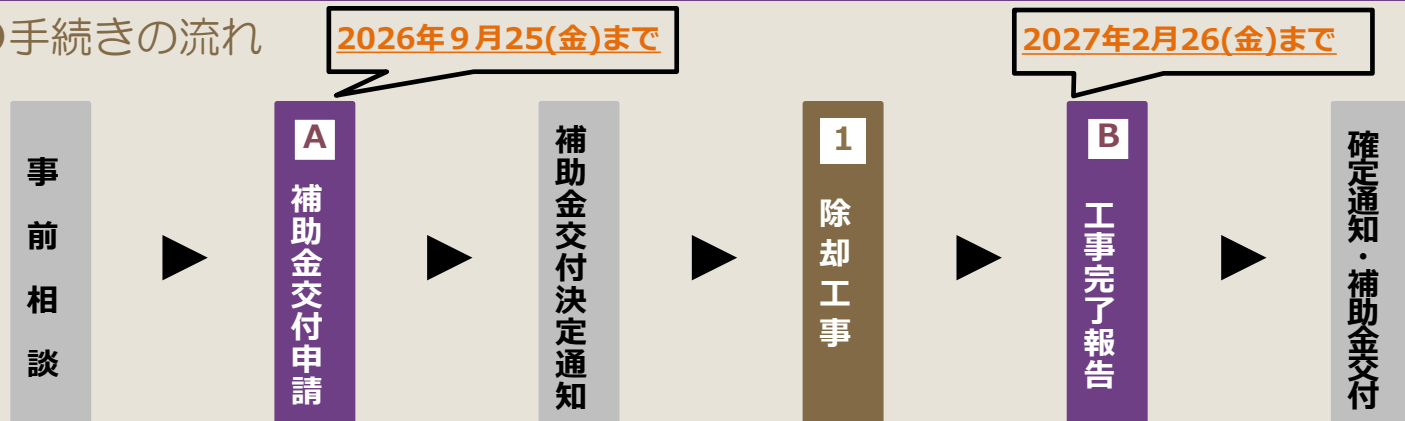 手続きの流れ
2026年9月25(金)まで
2027年2月26(金)まで
事前相談
A
補助金交付申請
補助金交付決定通知
1
除却工事
B
工事完了報告
確定通知・補助金交付